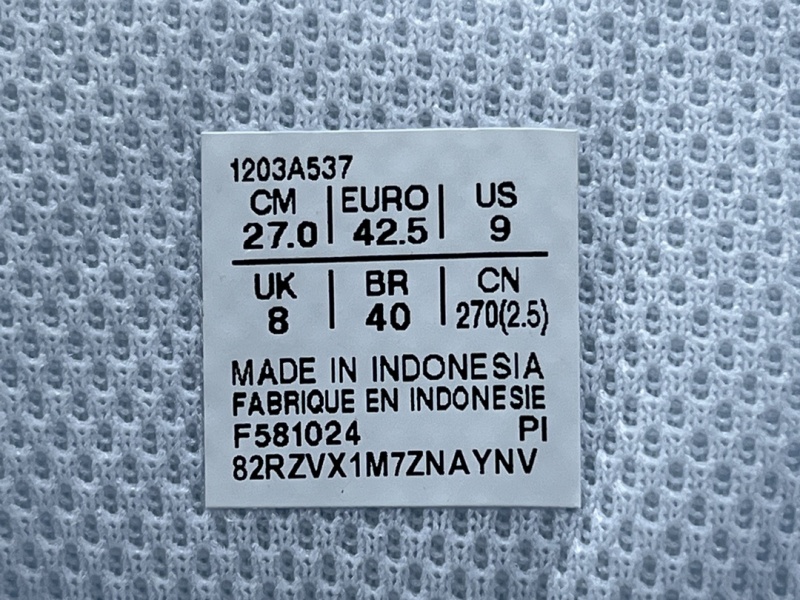 1203A537
CM | EURO | US
27.0 | 42.5 | 9
UK | BR | CN
8 | 40 | 270(2.5)
MADE IN INDONESIA
FABRIQUE EN INDONESIE
F581024 PI
82RZVX1M7ZNAYNV